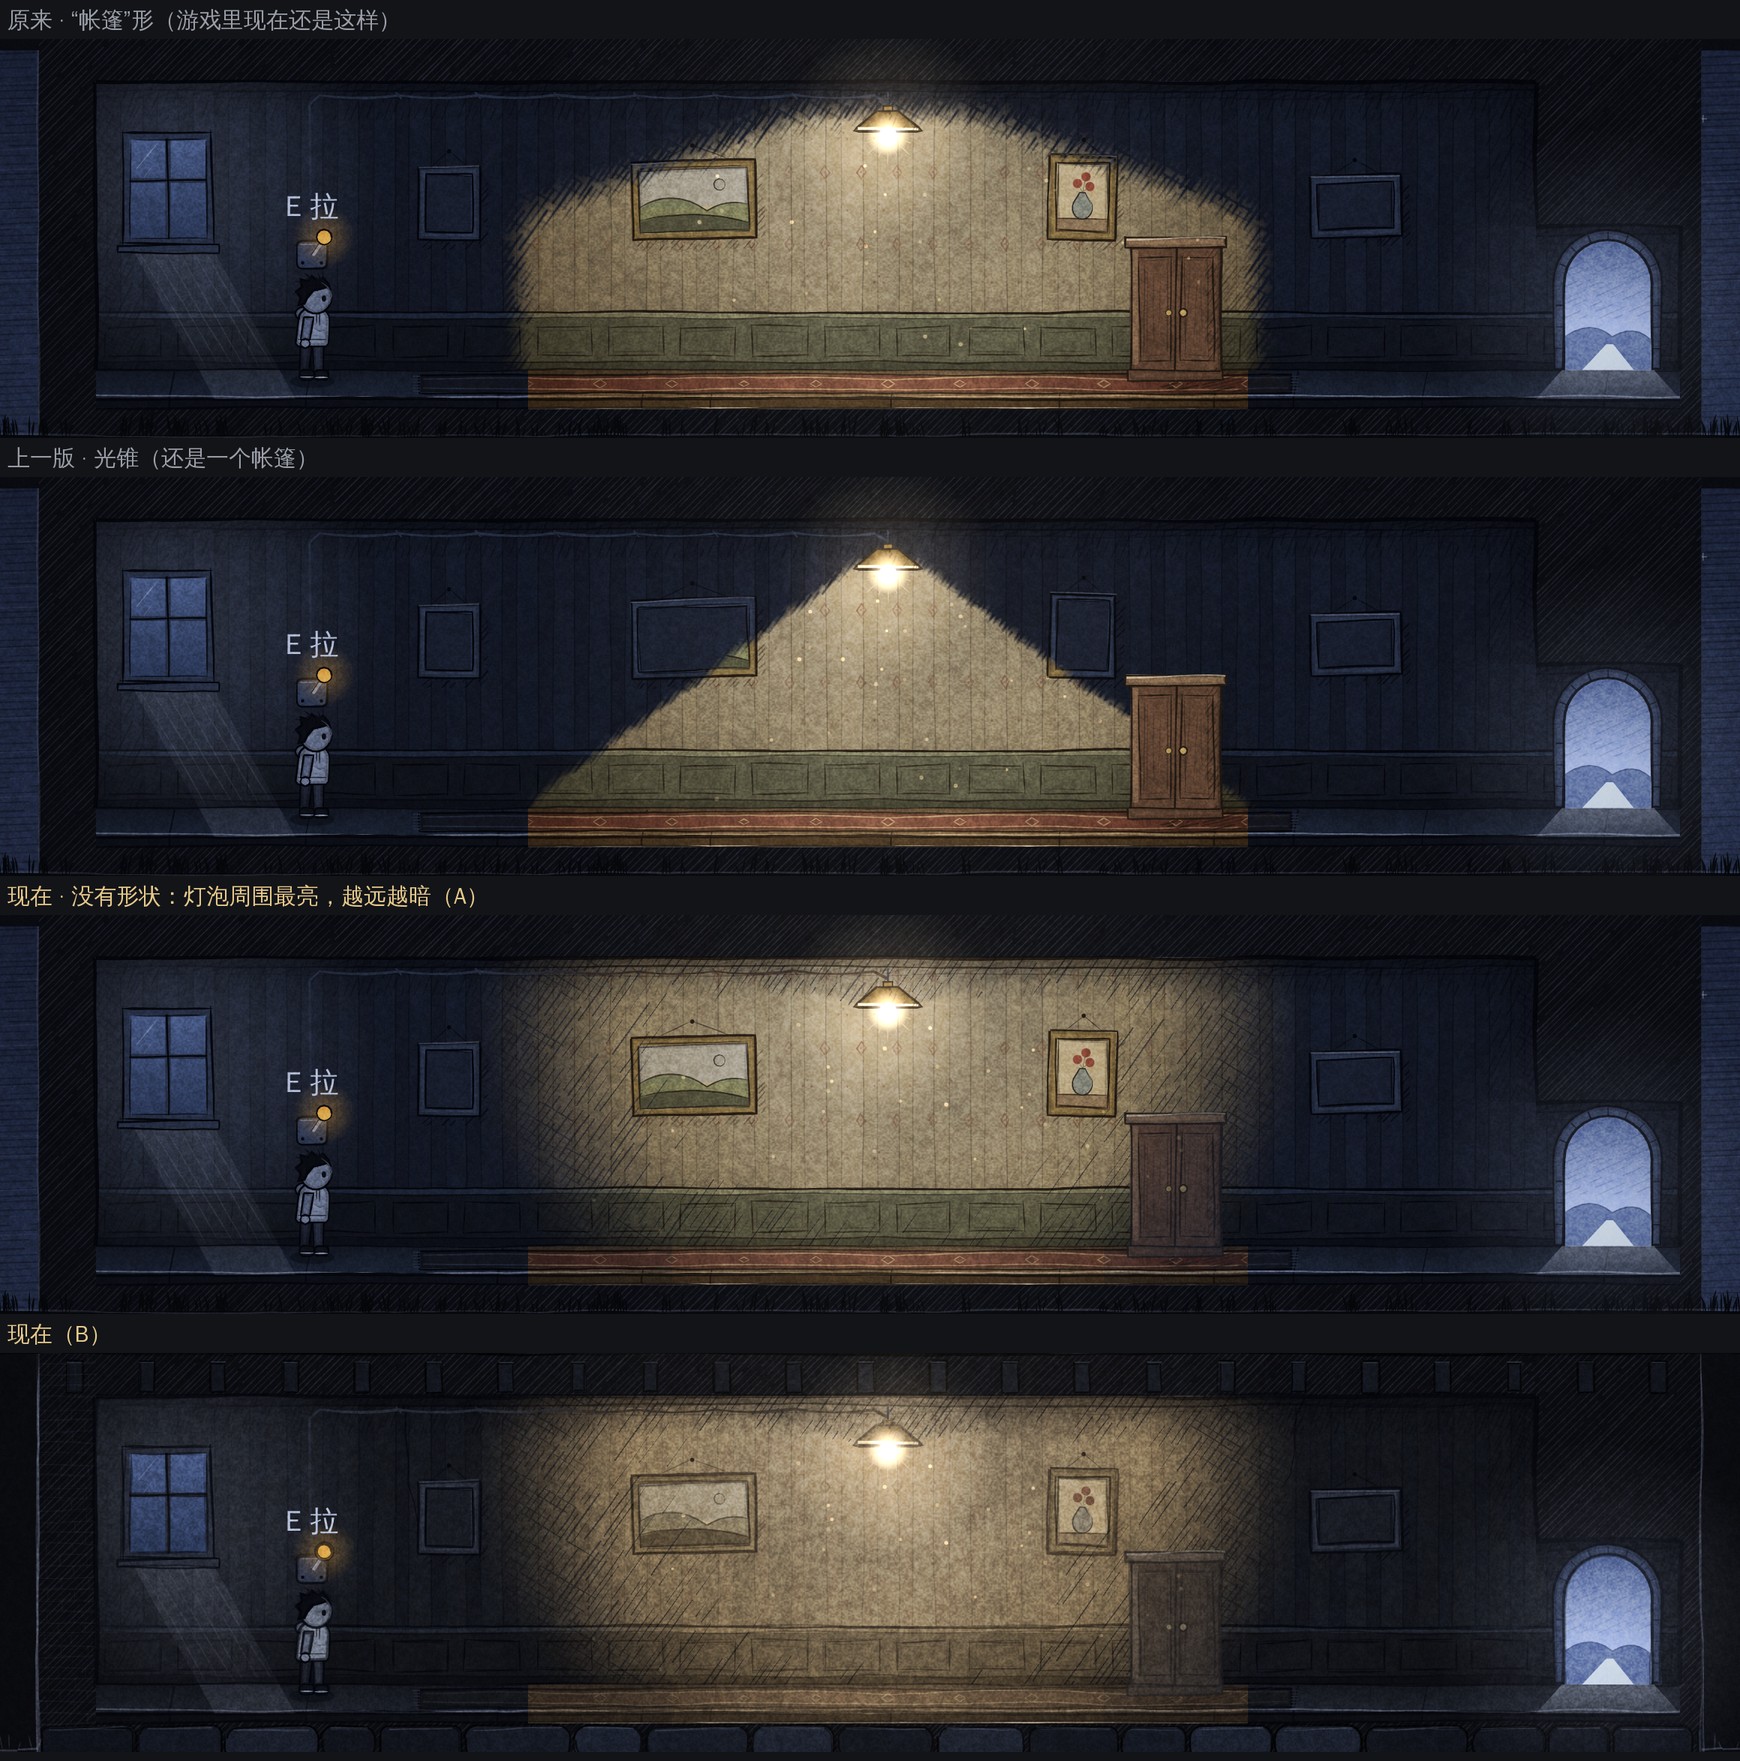 原来 · “帐篷”形（游戏里现在还是这样）
E 拉
上一版 · 光锥（还是一个帐篷）
E 拉
现在 · 没有形状：灯泡周围最亮，越远越暗（A）
E 拉
现在（B）
E 拉